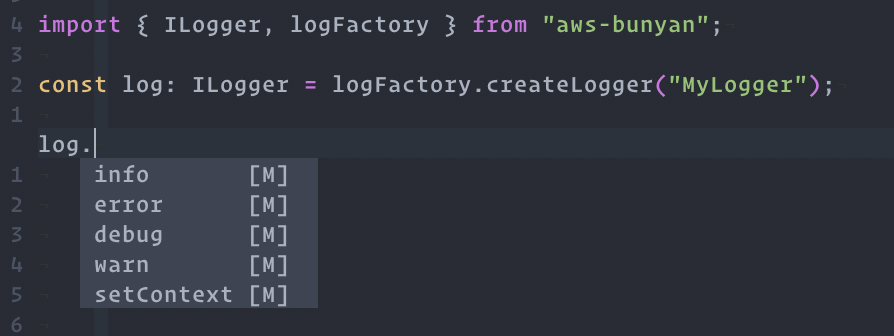 4 import { ILogger, logFactory } from "aws-bunyan";
3
2 const log: ILogger = logFactory.createLogger("MyLogger");
1
log.
1 info [M]
2 error [M]
3 debug [M]
4 warn [M]
5 setContext [M]
6